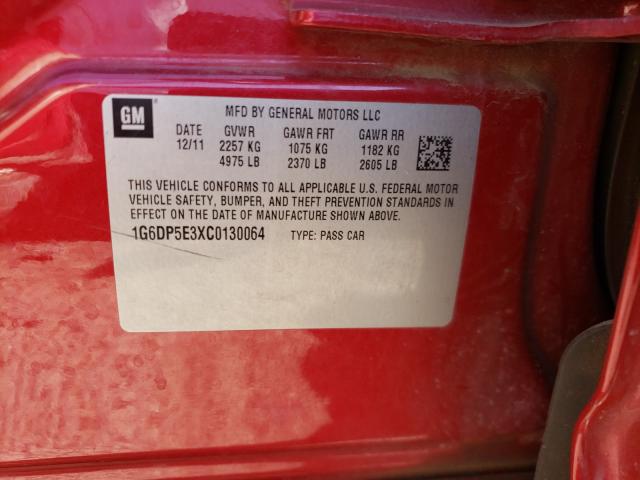 GM
MFD BY GENERAL MOTORS LLC
DATE GVWR GAWR FRT GAWR RR
12/11 2257 KG 1075 KG 1182 KG
4975 LB 2370 LB 2605 LB
THIS VEHICLE CONFORMS TO ALL APPLICABLE U.S. FEDERAL MOTOR
VEHICLE SAFETY, BUMPER, AND THEFT PREVENTION STANDARDS IN
EFFECT ON THE DATE OF MANUFACTURE SHOWN ABOVE.
1G6DP5E3XC0130064 TYPE: PASS CAR